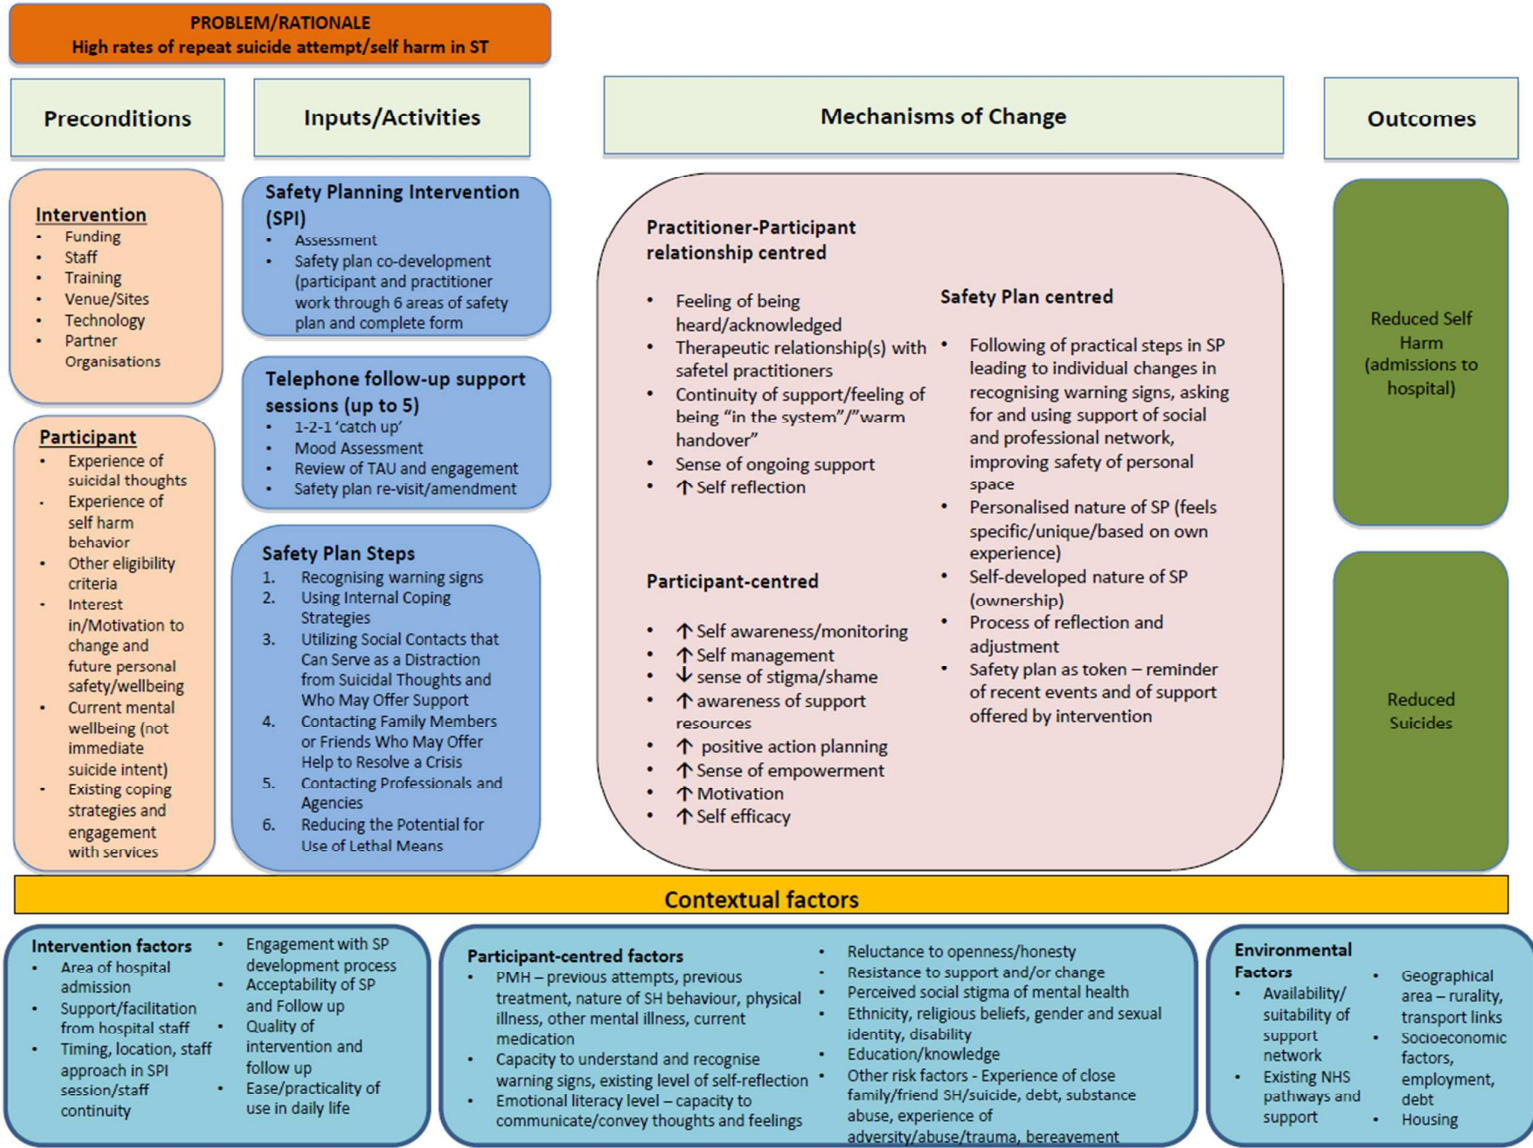 PROBLEM/RATIONALE
High rates of repeat suicide attempt/self harm in ST
Preconditions
Inputs/Activities
Mechanisms of Change
Outcomes
Intervention
• Funding
• Staff
• Training
• Venue/Sites
• Technology
• Partner
Organisations
Participant
• Experience of
suicidal thoughts
• Experience of
self harm
behavior
• Other eligibility
criteria
• Interest
in/Motivation to
change and
future personal
safety/wellbeing
• Current mental
wellbeing (not
immediate
suicide intent)
• Existing coping
strategies and
engagement
with services
Safety Planning Intervention
(SPI)
• Assessment
• Safety plan co-development
(participant and practitioner
work through 6 areas of safety
plan and complete form
Telephone follow-up support
sessions (up to 5)
• 1-2-1 ‘catch up’
• Mood Assessment
• Review of TAU and engagement
• Safety plan re-visit/amendment
Safety Plan Steps
1. Recognising warning signs
2. Using Internal Coping
Strategies
3. Utilizing Social Contacts that
Can Serve as a Distraction
from Suicidal Thoughts and
Who May Offer Support
4. Contacting Family Members
or Friends Who May Offer
Help to Resolve a Crisis
5. Contacting Professionals and
Agencies
6. Reducing the Potential for
Use of Lethal Means
Practitioner-Participant
relationship centred
• Feeling of being
heard/acknowledged
• Therapeutic relationship(s) with
safetel practitioners
• Continuity of support/feeling of
being “in the system”/”warm
handover”
• Sense of ongoing support
• ↑ Self reflection
Participant-centred
• ↑ Self awareness/monitoring
• ↑ Self management
• ↓ sense of stigma/shame
• ↑ awareness of support
resources
• ↑ positive action planning
• ↑ Sense of empowerment
• ↑ Motivation
• ↑ Self efficacy
Safety Plan centred
• Following of practical steps in SP
leading to individual changes in
recognising warning signs, asking
for and using support of social
and professional network,
improving safety of personal
space
• Personalised nature of SP (feels
specific/unique/based on own
experience)
• Self-developed nature of SP
(ownership)
• Process of reflection and
adjustment
• Safety plan as token – reminder
of recent events and of support
offered by intervention
Reduced Self
Harm
(admissions to
hospital)
Reduced
Suicides
Contextual factors
Intervention factors
• Area of hospital
admission
• Support/facilitation
from hospital staff
• Timing, location, staff
approach in SPI
session/staff
continuity
• Engagement with SP
development process
• Acceptability of SP
and Follow up
• Quality of
intervention and
follow up
• Ease/practicality of
use in daily life
Participant-centred factors
• PMH – previous attempts, previous
treatment, nature of SH behaviour, physical
illness, other mental illness, current
medication
• Capacity to understand and recognise
warning signs, existing level of self-reflection
• Emotional literacy level – capacity to
communicate/convey thoughts and feelings
• Reluctance to openness/honesty
• Resistance to support and/or change
• Perceived social stigma of mental health
• Ethnicity, religious beliefs, gender and sexual
identity, disability
• Education/knowledge
• Other risk factors - Experience of close
family/friend SH/suicide, debt, substance
abuse, experience of
adversity/abuse/trauma, bereavement
Environmental
Factors
• Availability/
suitability of
support
network
• Existing NHS
pathways and
support
• Geographical
area – rurality,
transport links
• Socioeconomic
factors,
employment,
debt
• Housing